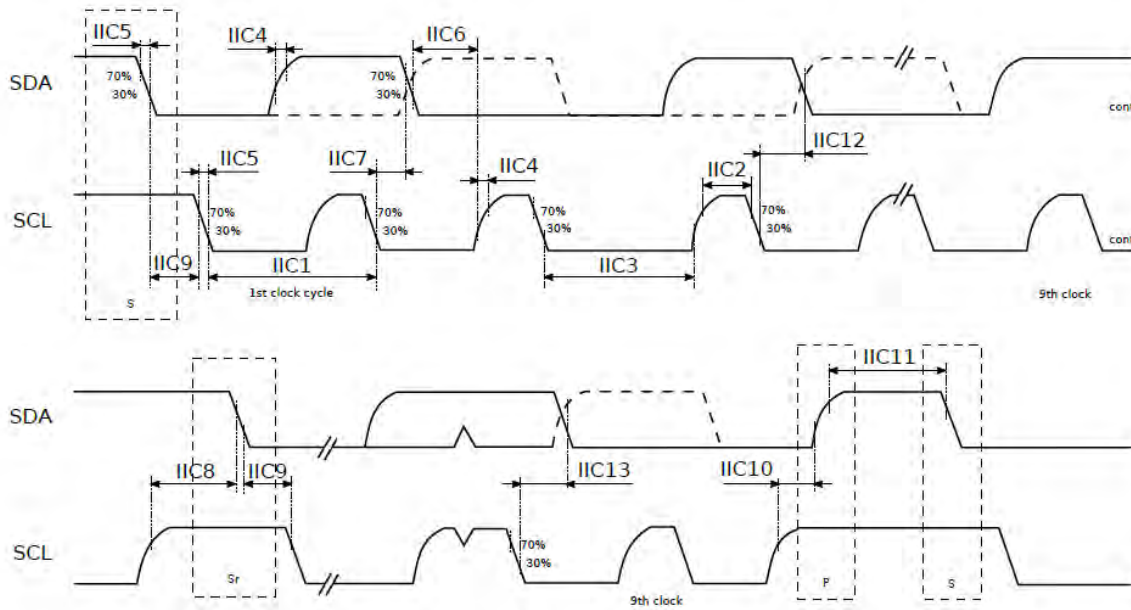 IIC5 IIC4 IIC6
SDA 70% 70%
30% 30% cont
IIC12
IIC5 IIC7 IIC4 IIC2
SCL 70% 70% 70% 70%
30% 30% 30% 30% cont
IIC9 IIC1 IIC3
S 1st clock cycle 9th clock
IIC11
SDA
IIC8 IIC9 IIC13 IIC10
SCL 70%
30%
Sr P S
9th clock